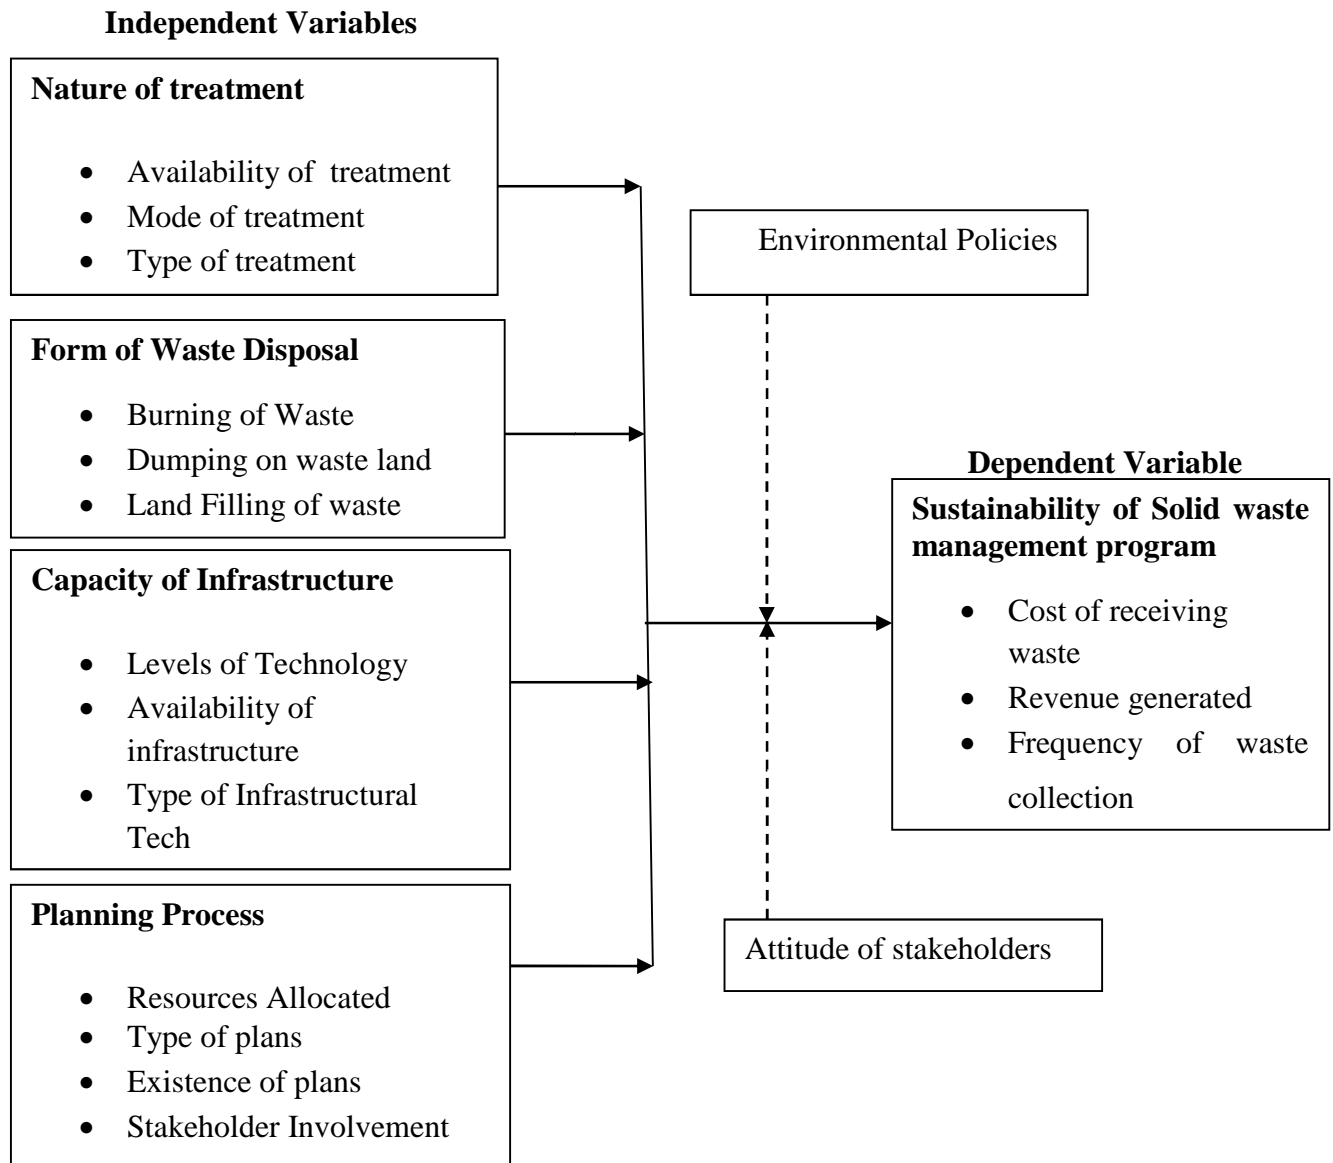 Independent Variables
Nature of treatment
• Availability of treatment
• Mode of treatment
• Type of treatment
Form of Waste Disposal
• Burning of Waste
• Dumping on waste land
• Land Filling of waste
Capacity of Infrastructure
• Levels of Technology
• Availability of
infrastructure
• Type of Infrastructural
Tech
Planning Process
• Resources Allocated
• Type of plans
• Existence of plans
• Stakeholder Involvement
Environmental Policies
Attitude of stakeholders
Dependent Variable
Sustainability of Solid waste
management program
• Cost of receiving
waste
• Revenue generated
• Frequency of waste
collection